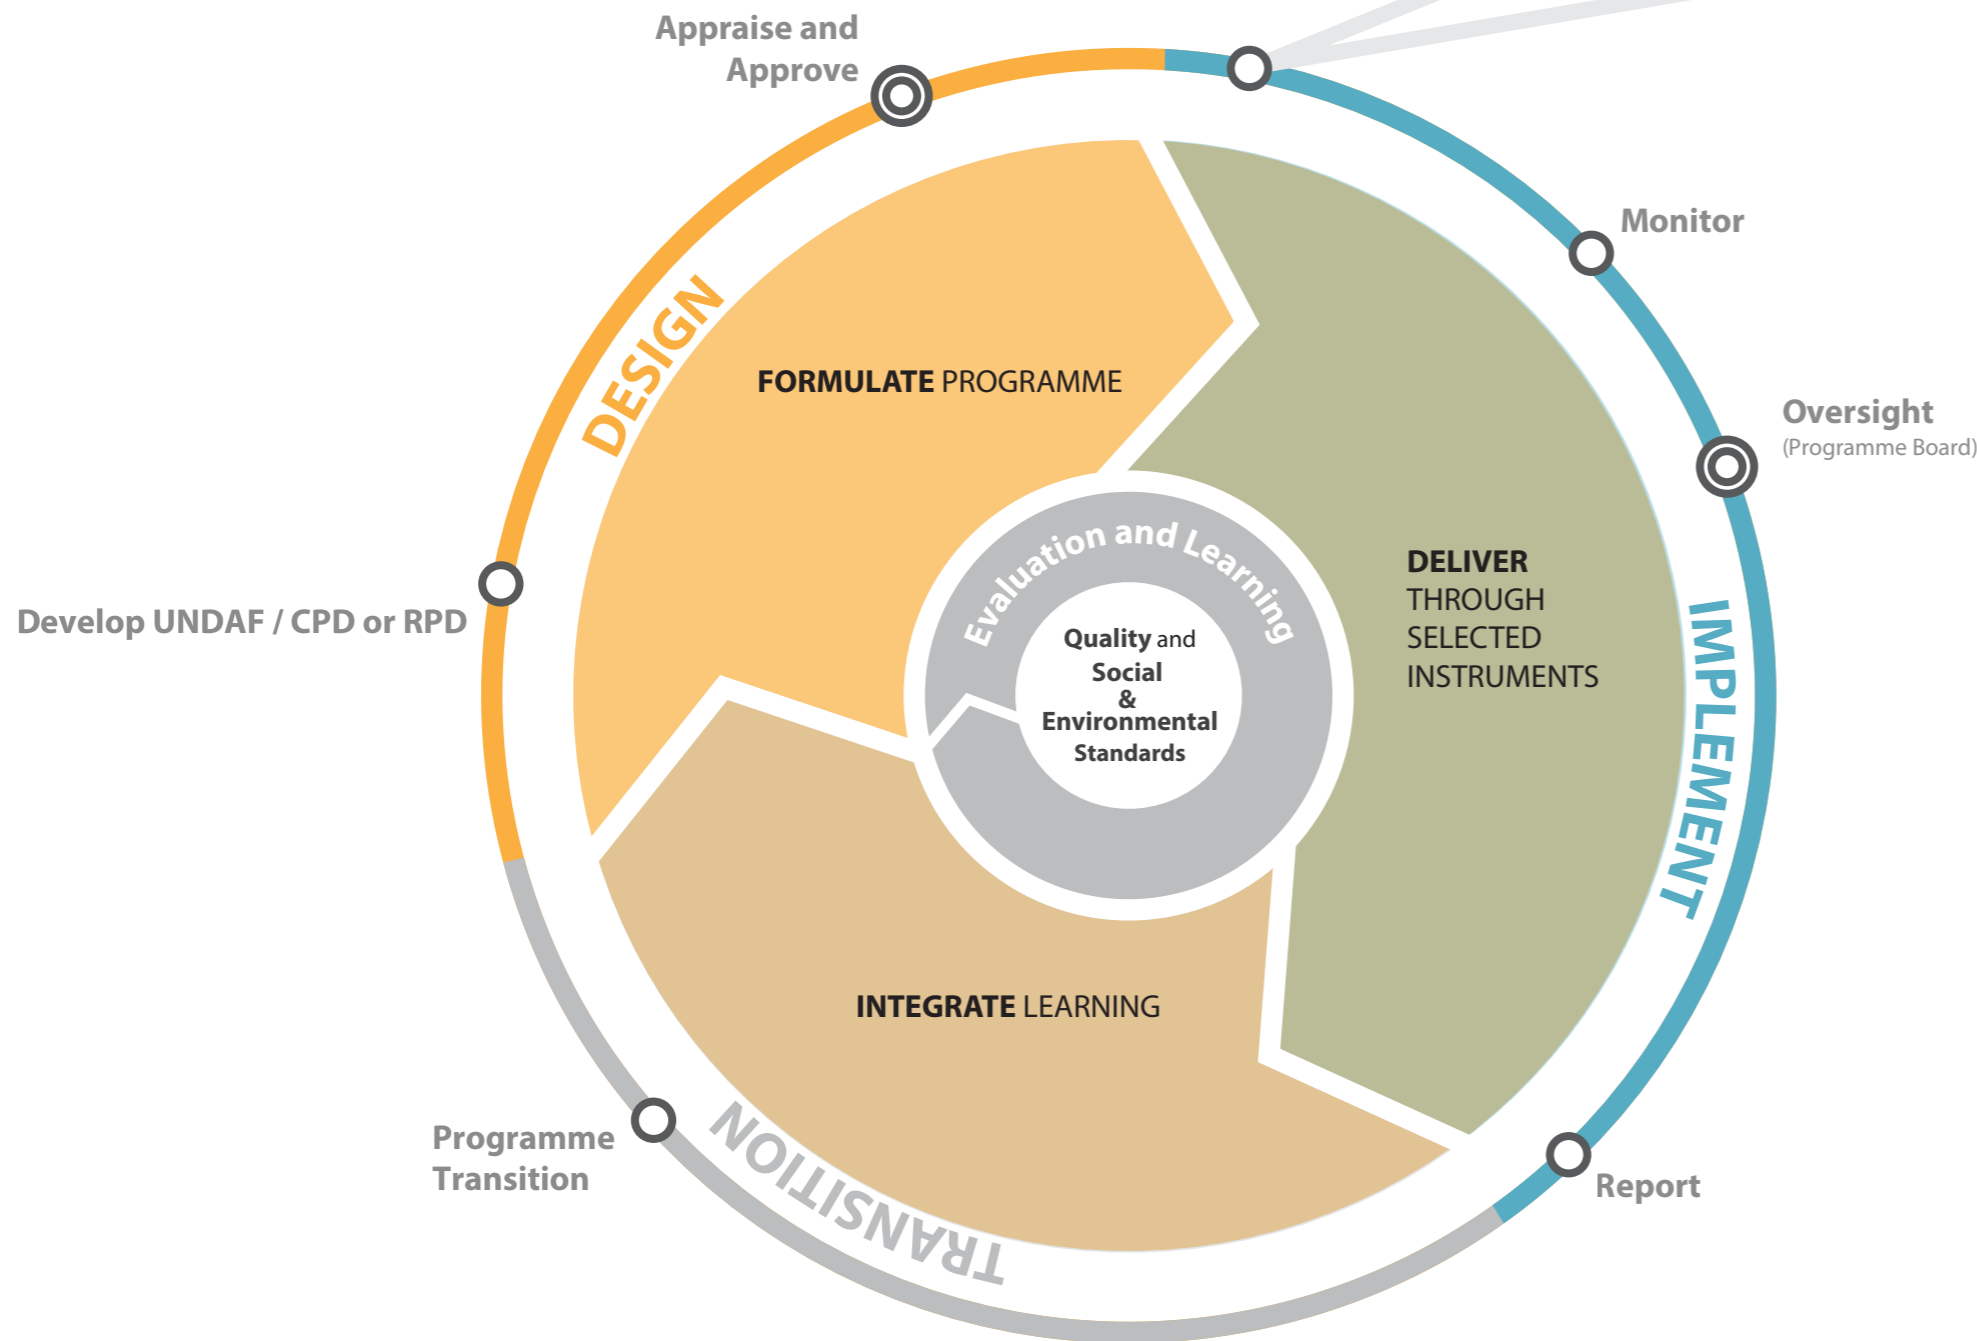 Appraise and
Approve
Monitor
Oversight
(Programme Board)
DESIGN
FORMULATE PROGRAMME
Develop UNDAF / CPD or RPD
Evaluation and Learning
Quality and
Social
&
Environmental
Standards
DELIVER
THROUGH
SELECTED
INSTRUMENTS
IMPLEMENT
INTEGRATE LEARNING
Programme
Transition
TRANSITION
Report